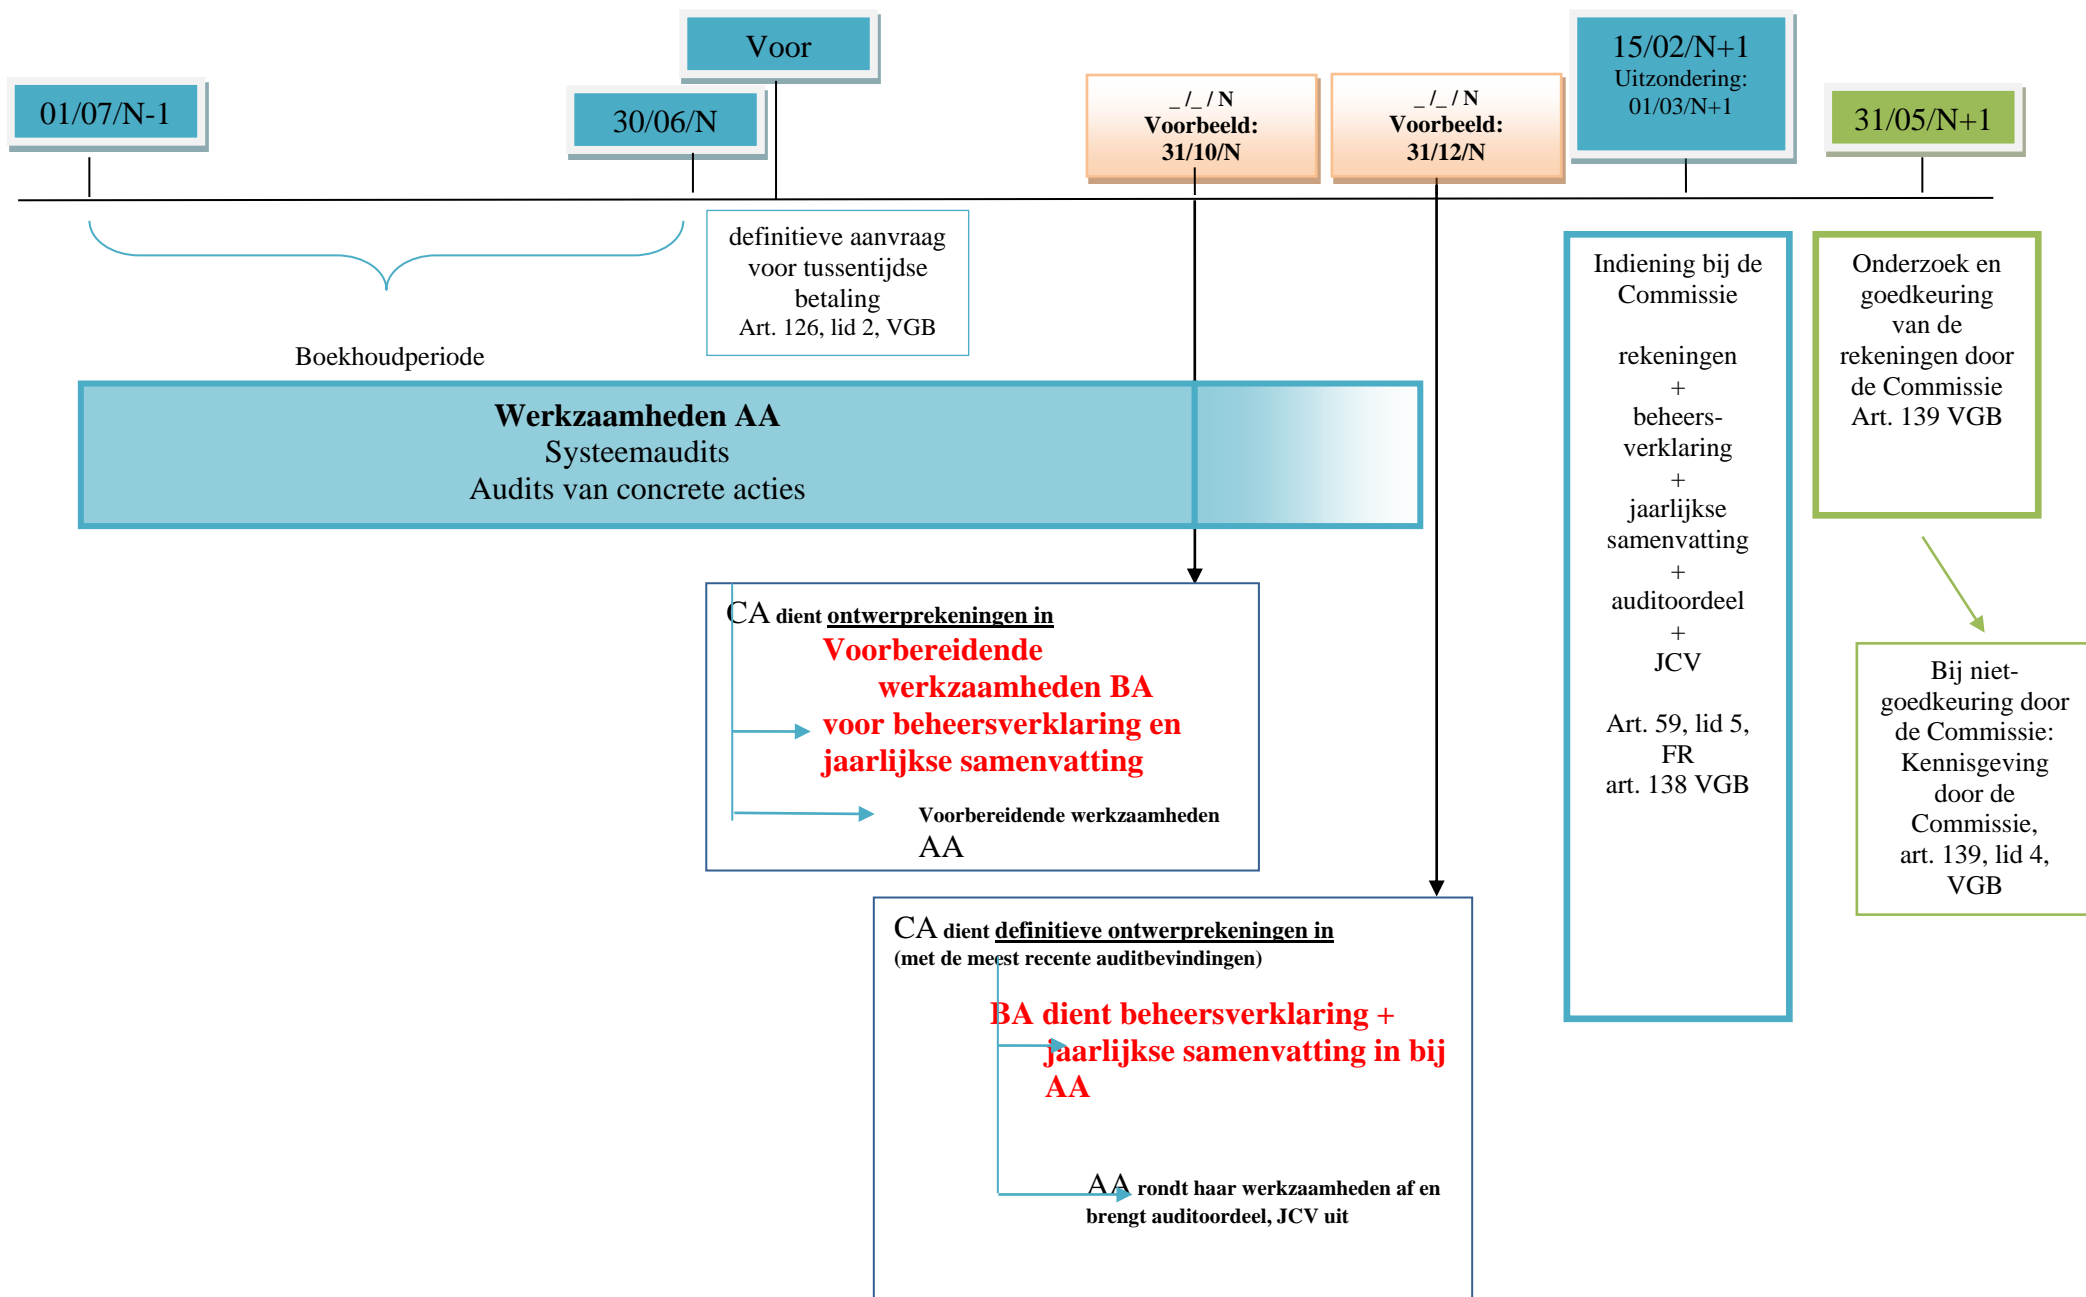 01/07/N-1
30/06/N
Voor
_ /_ / N
Voorbeeld:
31/10/N
_ /_ / N
Voorbeeld:
31/12/N
15/02/N+1
Uitzondering:
01/03/N+1
31/05/N+1
definitieve aanvraag
voor tussentijdse
betaling
Art. 126, lid 2, VGB
Boekhoudperiode
Werkzaamheden AA
Systeemaudits
Audits van concrete acties
CA dient ontwerprekeningen in
Voorbereidende
werkzaamheden BA
voor beheersverklaring en
jaarlijkse samenvatting
Voorbereidende werkzaamheden
AA
CA dient definitieve ontwerprekeningen in
(met de meest recente auditbevindingen)
BA dient beheersverklaring +
jaarlijkse samenvatting in bij
AA
AA rondt haar werkzaamheden af en
brengt auditoordeel, JCV uit
Indiening bij de
Commissie
rekeningen
+
beheers-
verklaring
+
jaarlijkse
samenvatting
+
auditoordeel
+
JCV
Art. 59, lid 5,
FR
art. 138 VGB
Onderzoek en
goedkeuring
van de
rekeningen door
de Commissie
Art. 139 VGB
Bij niet-
goedkeuring door
de Commissie:
Kennisgeving
door de
Commissie,
art. 139, lid 4,
VGB